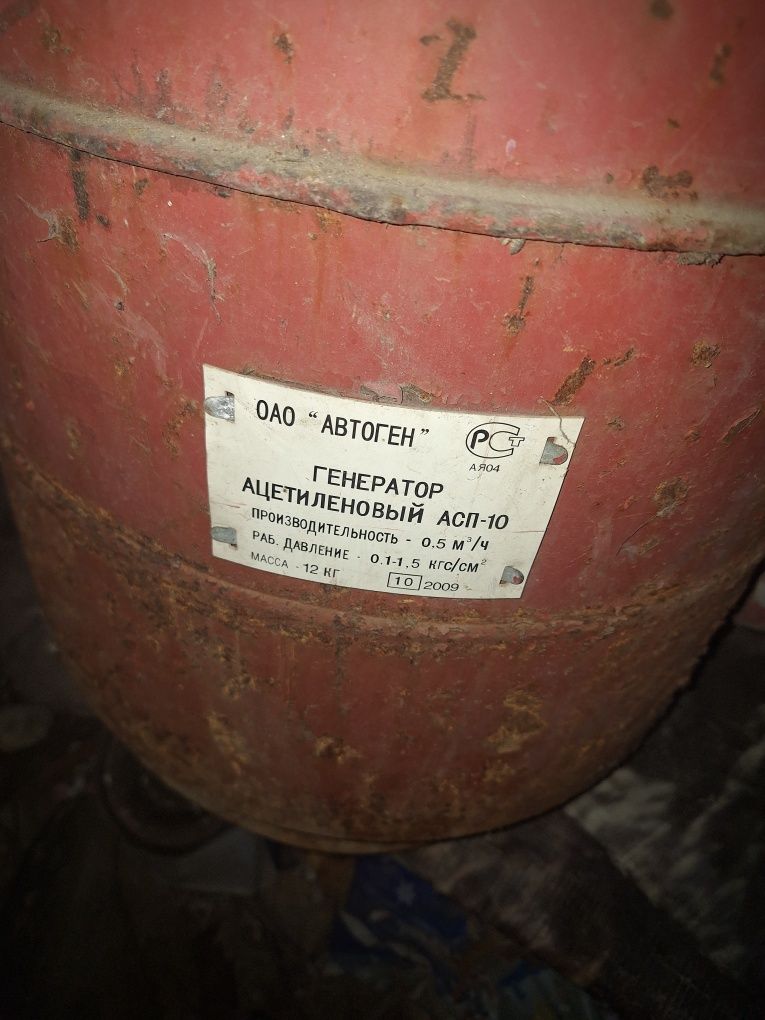 ОАО "АВТОГЕН"
РСТ
АЯ04
ГЕНЕРАТОР
АЦЕТИЛЕНОВЫЙ АСП-10
ПРОИЗВОДИТЕЛЬНОСТЬ - 0.5 М³/Ч
РАБ. ДАВЛЕНИЕ - 0.1-1,5 КГС/СМ²
МАССА - 12 КГ
10 2009